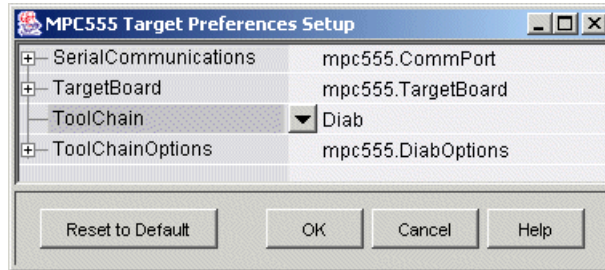 MPC555 Target Preferences Setup
SerialCommunications mpc555.CommPort
TargetBoard mpc555.TargetBoard
ToolChain Diab
ToolChainOptions mpc555.DiabOptions
Reset to Default OK Cancel Help